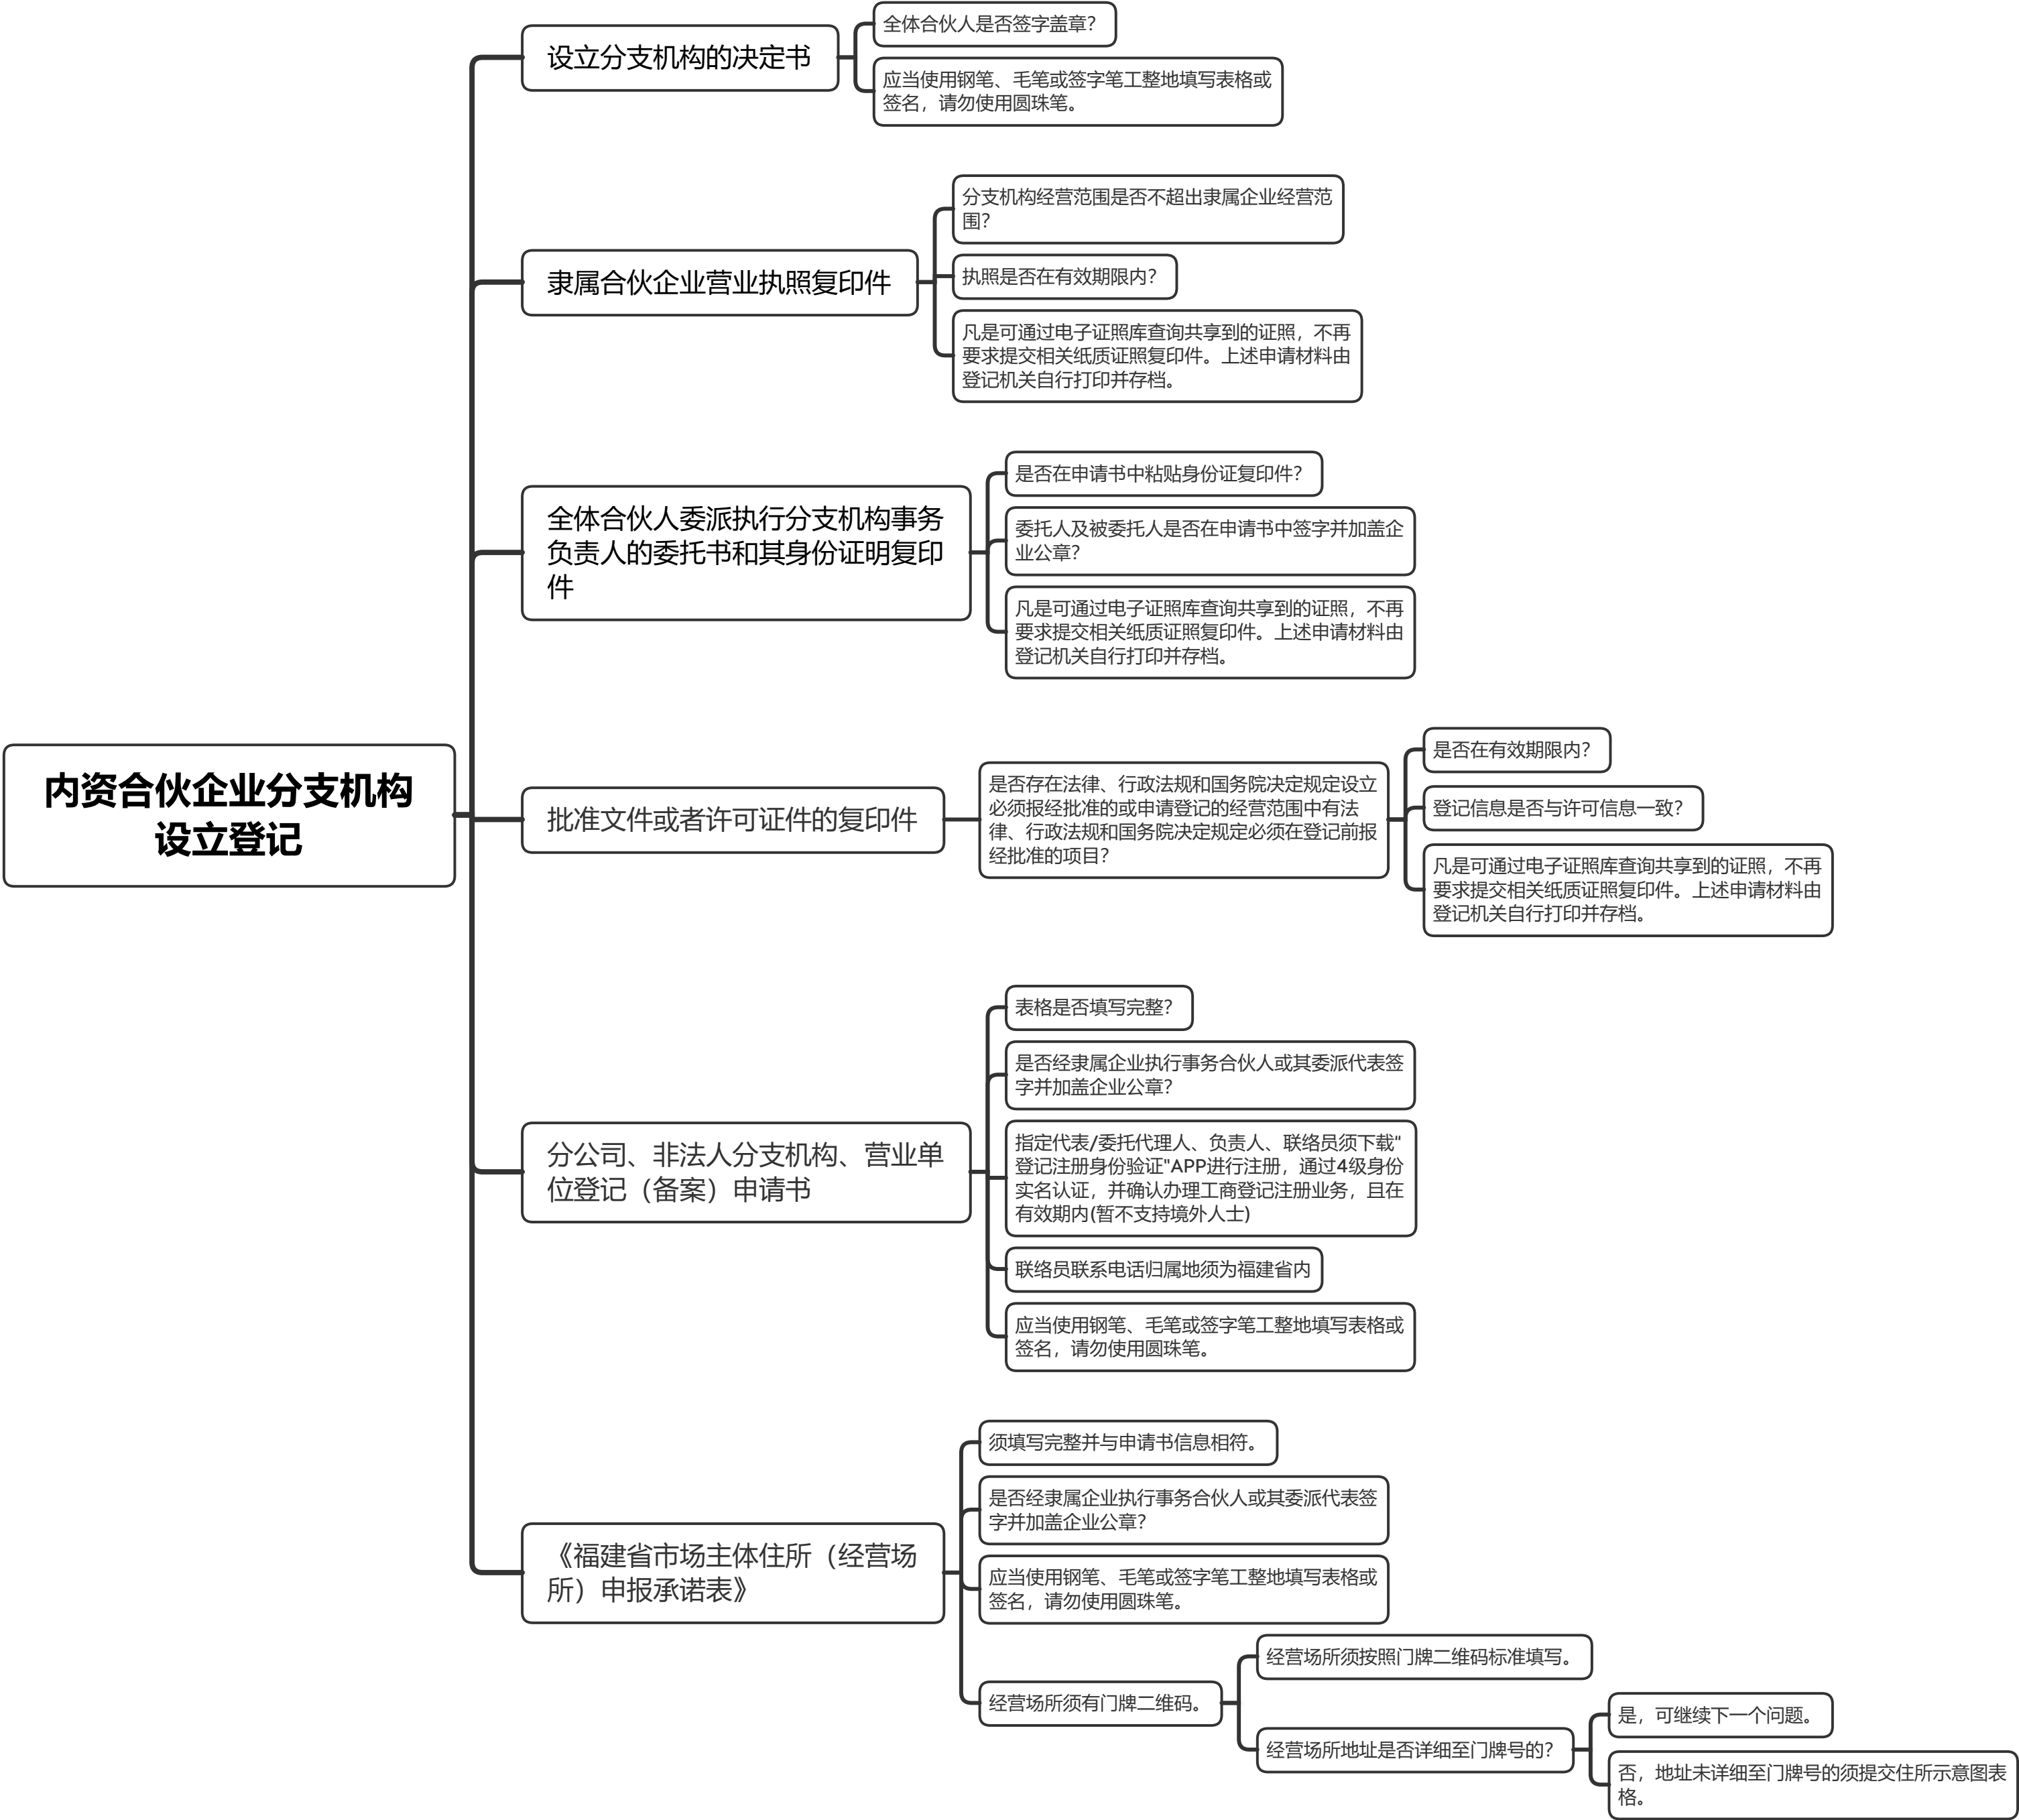 内资合伙企业分支机构
设立登记
设立分支机构的决定书
全体合伙人是否签字盖章？
应当使用钢笔、毛笔或签字笔工整地填写表格或
签名，请勿使用圆珠笔。
隶属合伙企业营业执照复印件
分支机构经营范围是否不超出隶属企业经营范
围？
执照是否在有效期限内？
凡是可通过电子证照库查询共享到的证照，不再
要求提交相关纸质证照复印件。上述申请材料由
登记机关自行打印并存档。
全体合伙人委派执行分支机构事务
负责人的委托书和其身份证明复印
件
是否在申请书中粘贴身份证复印件？
委托人及被委托人是否在申请书中签字并加盖企
业公章？
凡是可通过电子证照库查询共享到的证照，不再
要求提交相关纸质证照复印件。上述申请材料由
登记机关自行打印并存档。
批准文件或者许可证件的复印件
是否存在法律、行政法规和国务院决定规定设立
必须报经批准的或申请登记的经营范围中有法
律、行政法规和国务院决定规定必须在登记前报
经批准的项目？
是否在有效期限内？
登记信息是否与许可信息一致？
凡是可通过电子证照库查询共享到的证照，不再
要求提交相关纸质证照复印件。上述申请材料由
登记机关自行打印并存档。
分公司、非法人分支机构、营业单
位登记（备案）申请书
表格是否填写完整？
是否经隶属企业执行事务合伙人或其委派代表签
字并加盖企业公章？
指定代表/委托代理人、负责人、联络员须下载"
登记注册身份验证"APP进行注册，通过4级身份
实名认证，并确认办理工商登记注册业务，且在
有效期内(暂不支持境外人士)
联络员联系电话归属地须为福建省内
应当使用钢笔、毛笔或签字笔工整地填写表格或
签名，请勿使用圆珠笔。
《福建省市场主体住所（经营场
所）申报承诺表》
须填写完整并与申请书信息相符。
是否经隶属企业执行事务合伙人或其委派代表签
字并加盖企业公章？
应当使用钢笔、毛笔或签字笔工整地填写表格或
签名，请勿使用圆珠笔。
经营场所须有门牌二维码。
经营场所须按照门牌二维码标准填写。
经营场所地址是否详细至门牌号的？
是，可继续下一个问题。
否，地址未详细至门牌号的须提交住所示意图表
格。